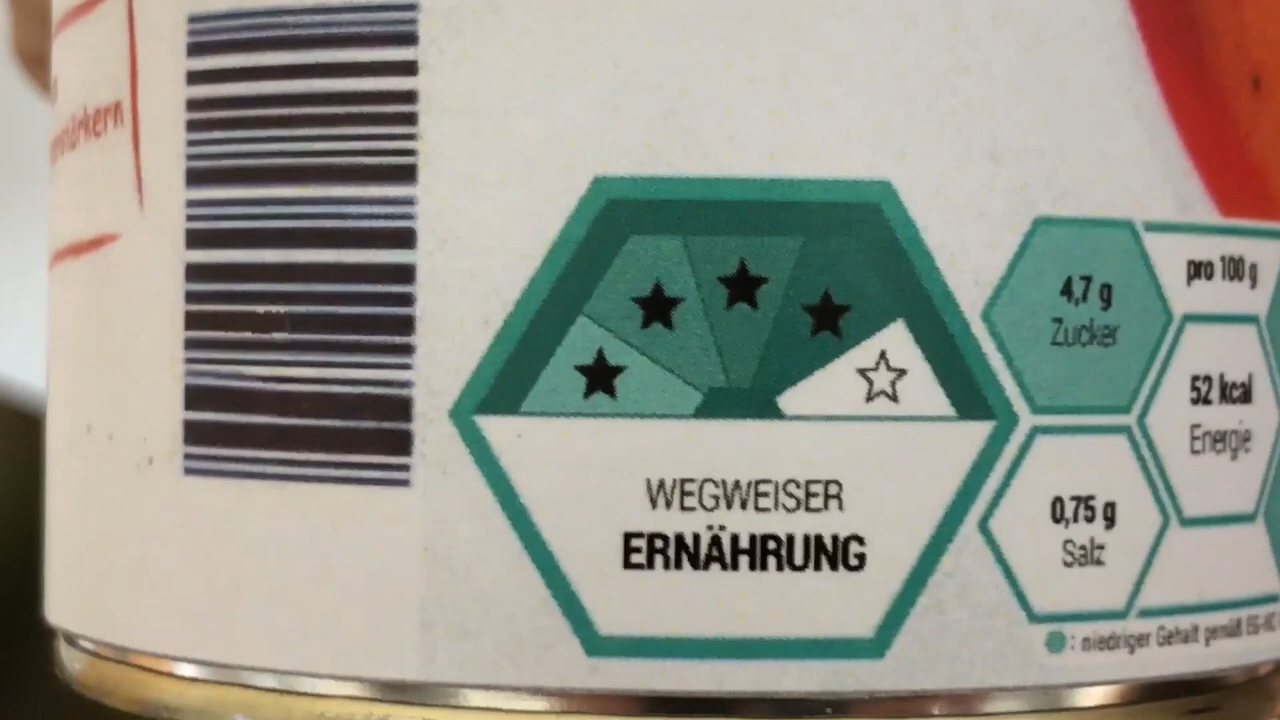 WEGWEISER
ERNÄHRUNG
4,7 g
Zucker
pro 100 g
52 kcal
Energie
0,75 g
Salz
: niedriger Gehalt gemäß